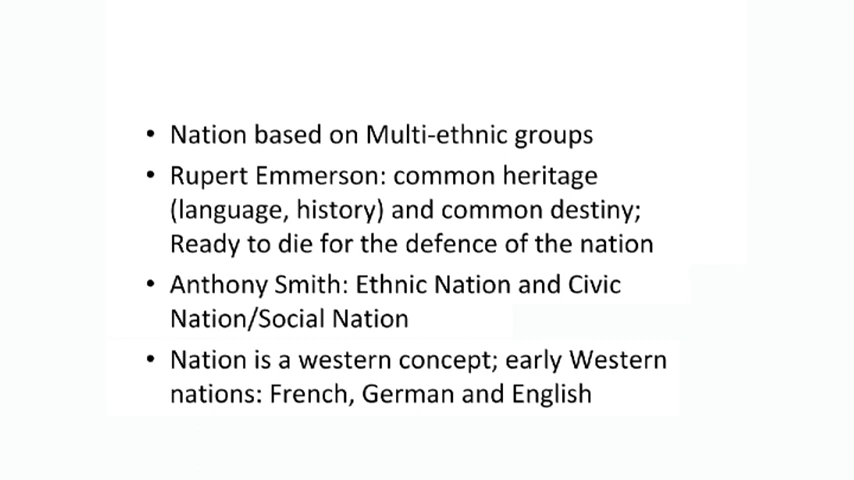 • Nation based on Multi-ethnic groups
• Rupert Emmerson: common heritage
(language, history) and common destiny;
Ready to die for the defence of the nation
• Anthony Smith: Ethnic Nation and Civic
Nation/Social Nation
• Nation is a western concept; early Western
nations: French, German and English